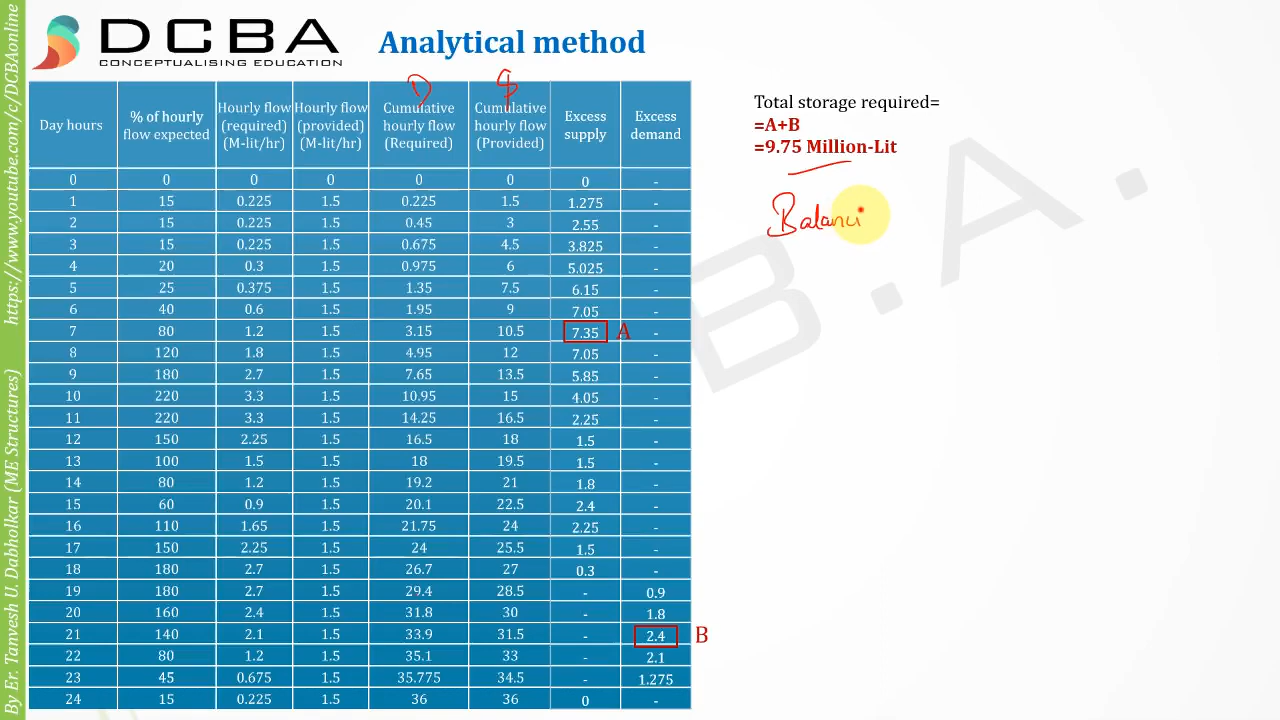 https://www.youtube.com/c/DCBAonline
By Er. Tanvesh U. Dabholkar (ME Structures)
DCBA
CONCEPTUALISING EDUCATION
Analytical method
D
S
Day hours | % of hourly flow expected | Hourly flow (required) (M-lit/hr) | Hourly flow (provided) (M-lit/hr) | Cumulative hourly flow (Required) | Cumulative hourly flow (Provided) | Excess supply | Excess demand
0 | 0 | 0 | 0 | 0 | 0 | 0 | -
1 | 15 | 0.225 | 1.5 | 0.225 | 1.5 | 1.275 | -
2 | 15 | 0.225 | 1.5 | 0.45 | 3 | 2.55 | -
3 | 15 | 0.225 | 1.5 | 0.675 | 4.5 | 3.825 | -
4 | 20 | 0.3 | 1.5 | 0.975 | 6 | 5.025 | -
5 | 25 | 0.375 | 1.5 | 1.35 | 7.5 | 6.15 | -
6 | 40 | 0.6 | 1.5 | 1.95 | 9 | 7.05 | -
7 | 80 | 1.2 | 1.5 | 3.15 | 10.5 | 7.35 A | -
8 | 120 | 1.8 | 1.5 | 4.95 | 12 | 7.05 | -
9 | 180 | 2.7 | 1.5 | 7.65 | 13.5 | 5.85 | -
10 | 220 | 3.3 | 1.5 | 10.95 | 15 | 4.05 | -
11 | 220 | 3.3 | 1.5 | 14.25 | 16.5 | 2.25 | -
12 | 150 | 2.25 | 1.5 | 16.5 | 18 | 1.5 | -
13 | 100 | 1.5 | 1.5 | 18 | 19.5 | 1.5 | -
14 | 80 | 1.2 | 1.5 | 19.2 | 21 | 1.8 | -
15 | 60 | 0.9 | 1.5 | 20.1 | 22.5 | 2.4 | -
16 | 110 | 1.65 | 1.5 | 21.75 | 24 | 2.25 | -
17 | 150 | 2.25 | 1.5 | 24 | 25.5 | 1.5 | -
18 | 180 | 2.7 | 1.5 | 26.7 | 27 | 0.3 | -
19 | 180 | 2.7 | 1.5 | 29.4 | 28.5 | - | 0.9
20 | 160 | 2.4 | 1.5 | 31.8 | 30 | - | 1.8
21 | 140 | 2.1 | 1.5 | 33.9 | 31.5 | - | 2.4 B
22 | 80 | 1.2 | 1.5 | 35.1 | 33 | - | 2.1
23 | 45 | 0.675 | 1.5 | 35.775 | 34.5 | - | 1.275
24 | 15 | 0.225 | 1.5 | 36 | 36 | 0 | -
Total storage required=
=A+B
=9.75 Million-Lit
Balanci
B.A.